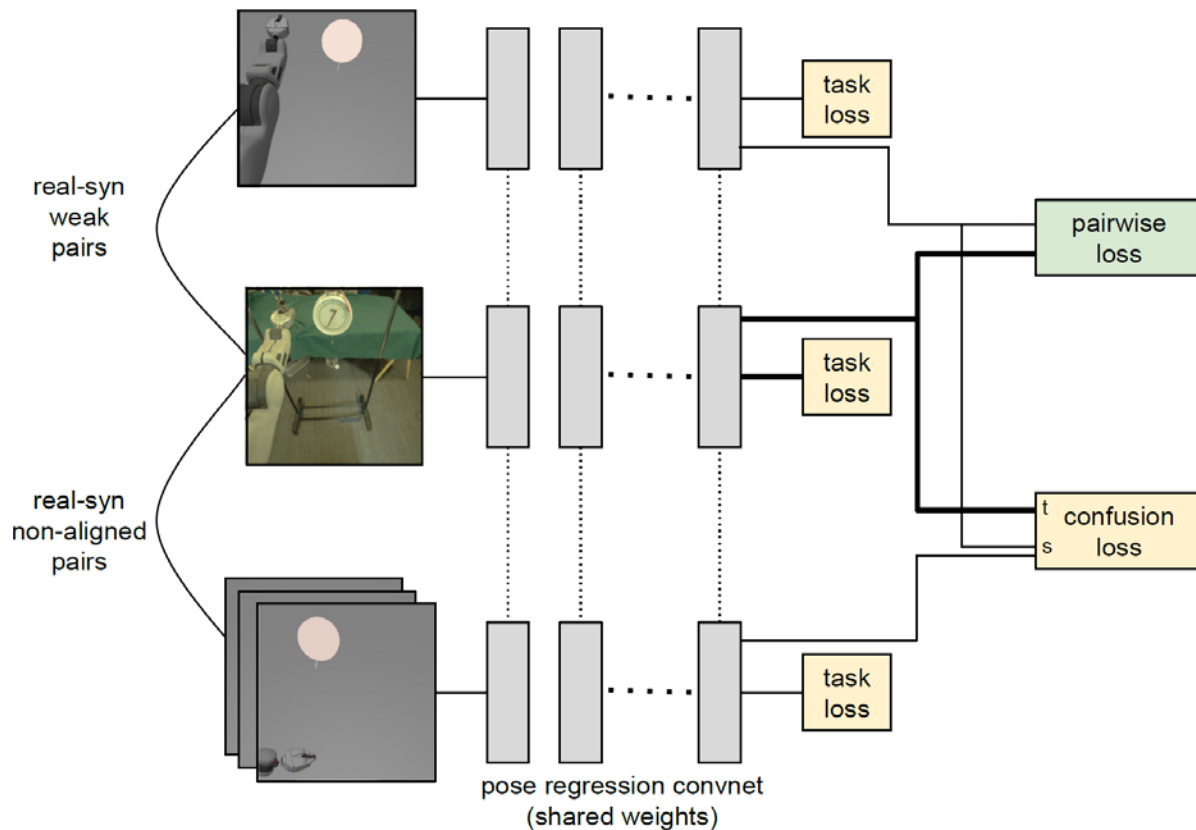 task
loss
real-syn
weak
pairs
pairwise
loss
task
loss
real-syn
non-aligned
pairs
t
s
confusion
loss
task
loss
pose regression convnet
(shared weights)